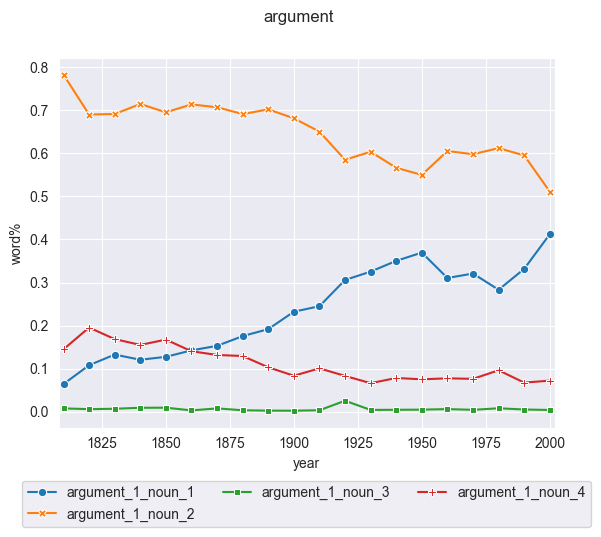 argument
0.8
0.7
0.6
0.5
0.4
0.3
0.2
0.1
0.0
word%
1825 1850 1875 1900 1925 1950 1975 2000
year
argument_1_noun_1 argument_1_noun_3 argument_1_noun_4
argument_1_noun_2